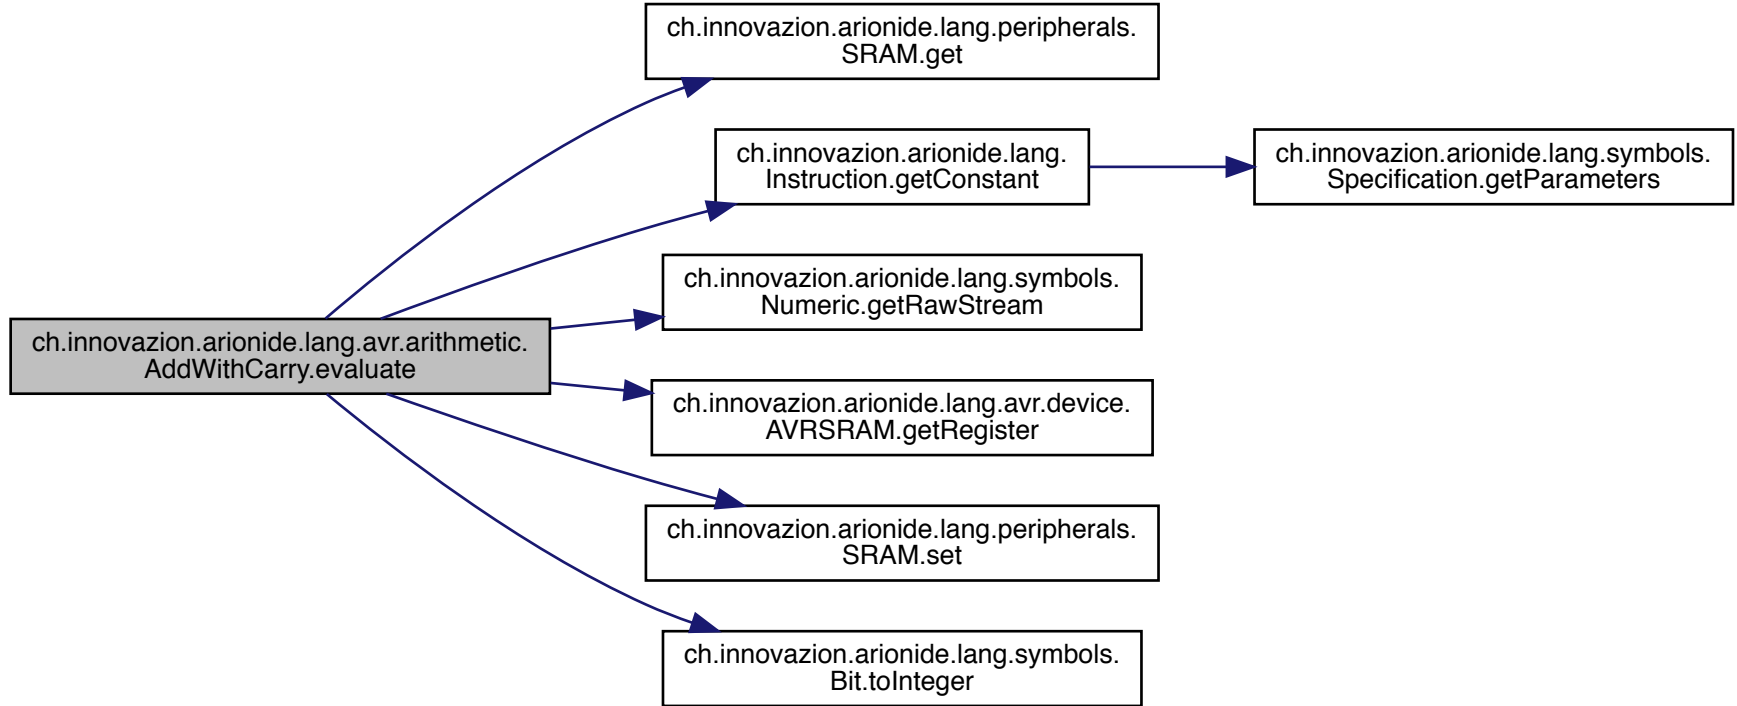 ch.innovazion.arionide.lang.peripherals.
SRAM.get
ch.innovazion.arionide.lang.
Instruction.getConstant
ch.innovazion.arionide.lang.symbols.
Specification.getParameters
ch.innovazion.arionide.lang.symbols.
Numeric.getRawStream
ch.innovazion.arionide.lang.avr.arithmetic.
AddWithCarry.evaluate
ch.innovazion.arionide.lang.avr.device.
AVRSRAM.getRegister
ch.innovazion.arionide.lang.peripherals.
SRAM.set
ch.innovazion.arionide.lang.symbols.
Bit.toInteger